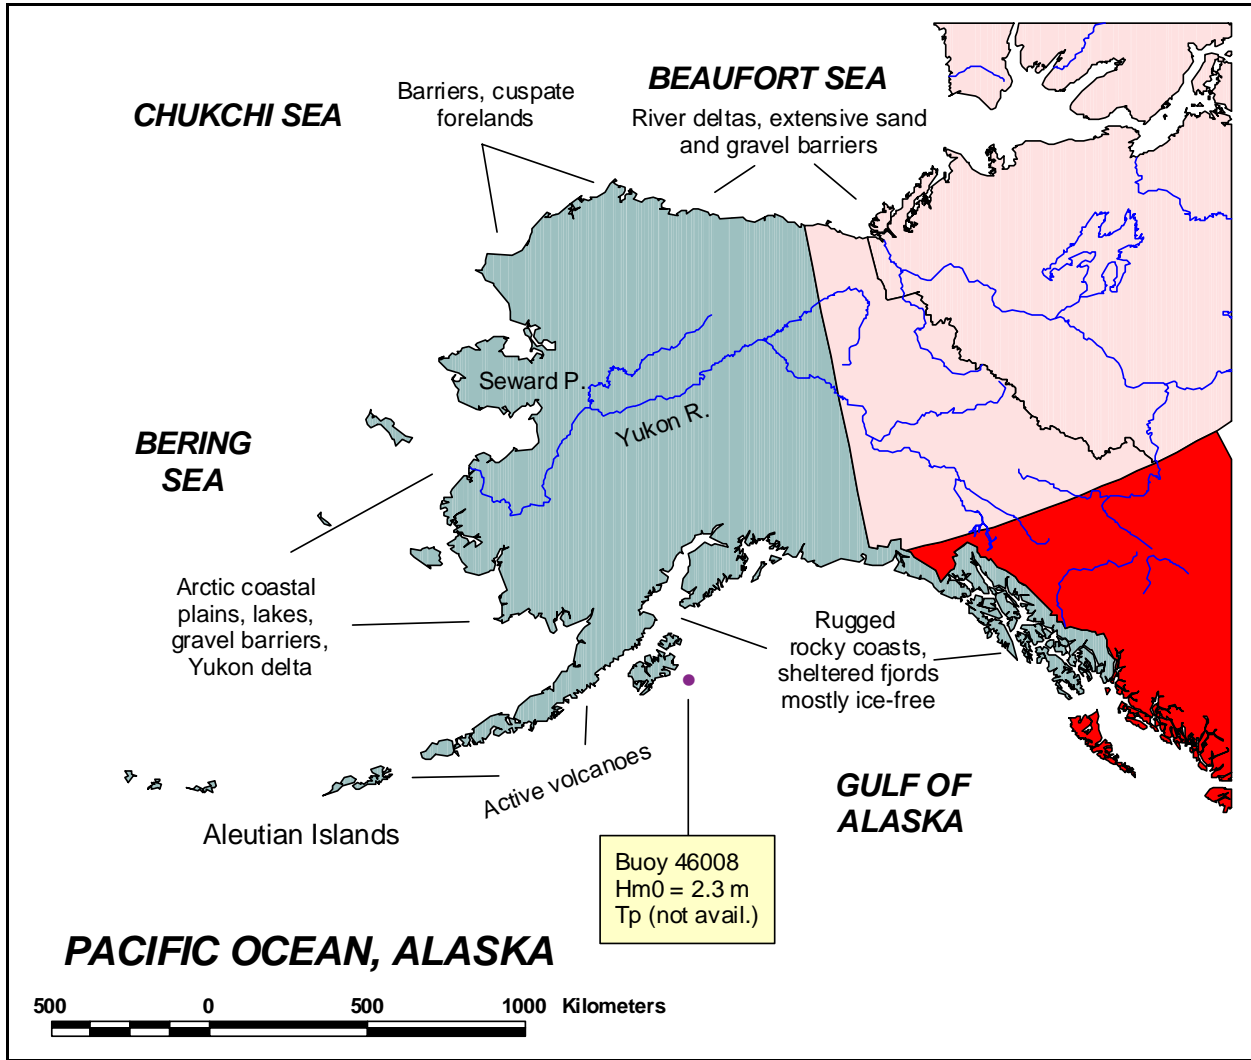 BEAUFORT SEA
CHUKCHI SEA
Barriers, cuspate
forelands
River deltas, extensive sand
and gravel barriers
Seward P.
Yukon R.
BERING
SEA
Arctic coastal
plains, lakes,
gravel barriers,
Yukon delta
Rugged
rocky coasts,
sheltered fjords
mostly ice-free
Active volcanoes
GULF OF
ALASKA
Aleutian Islands
Buoy 46008
Hm0 = 2.3 m
Tp (not avail.)
PACIFIC OCEAN, ALASKA
500 0 500 1000 Kilometers